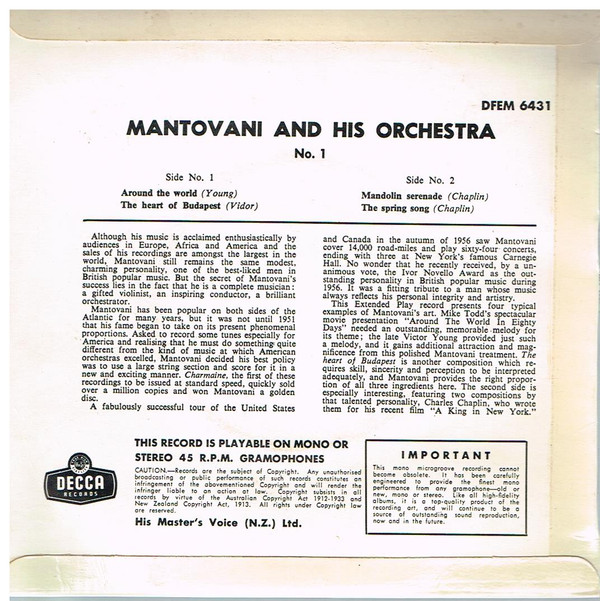 DFEM 6431
MANTOVANI AND HIS ORCHESTRA
No. 1
Side No. 1
Around the world (Young)
The heart of Budapest (Vidor)
Side No. 2
Mandolin serenade (Chaplin)
The spring song (Chaplin)
Although his music is acclaimed enthusiastically by
audiences in Europe, Africa and America and the
sales of his recordings are amongst the largest in the
world, Mantovani still remains the same modest,
charming personality, one of the best-liked men in
British popular music. But the secret of Mantovani's
success lies in the fact that he is a complete musician:
a gifted violinist, an inspiring conductor, a brilliant
orchestrator.
Mantovani has been popular on both sides of the
Atlantic for many years, but it was not until 1951
that his fame began to take on its present phenomenal
proportions. Asked to record some tunes especially for
America and realising that he must do something quite
different from the kind of music at which American
orchestras excelled, Mantovani decided his best policy
was to use a large string section and score for it in a
new and exciting manner. Charmaine, the first of these
recordings to be issued at standard speed, quickly sold
over a million copies and won Mantovani a golden
disc.
A fabulously successful tour of the United States
and Canada in the autumn of 1956 saw Mantovani
cover 14,000 road-miles and play sixty-four concerts,
ending with three at New York's famous Carnegie
Hall. No wonder that he recently received, by a un-
animous vote, the Ivor Novello Award as the out-
standing personality in British popular music during
1956. It was a fitting tribute to a man whose music
always reflects his personal integrity and artistry.
This Extended Play record presents four typical
examples of Mantovani's art. Mike Todd's spectacular
movie presentation "Around The World In Eighty
Days" needed an outstanding, memorable melody for
its theme; the late Victor Young provided just such
a melody, and it gains additional attraction and mag-
nificence from this polished Mantovani treatment. The
heart of Budapest is another composition which re-
quires skill, sincerity and perception to be interpreted
adequately, and Mantovani provides the right propor-
tion of all three ingredients here. The second side is
especially interesting, featuring two compositions by
that talented personality, Charles Chaplin, who wrote
them for his recent film "A King in New York."
DECCA
RECORDS
THIS RECORD IS PLAYABLE ON MONO OR
STEREO 45 R.P.M. GRAMOPHONES
CAUTION.—Records are the subject of Copyright. Any unauthorised
broadcasting or public performance of such records constitutes an
infringement of the abovementioned Copyright and will render the
infringer liable to an action at law. Copyright subsists in all
records by virtue of the Australian Copyright Act 1912-1933 and
New Zealand Copyright Act, 1913. All rights under Copyright law
are reserved.
His Master's Voice (N.Z.) Ltd.
IMPORTANT
This mono microgroove recording cannot
become obsolete. It has been carefully
engineered to provide the finest mono
performance from any gramophone—old or
new, mono or stereo. Like all high-fidelity
albums, it is a top-quality product of the
recording art, and will continue to be a
source of outstanding sound reproduction,
now and in the future.